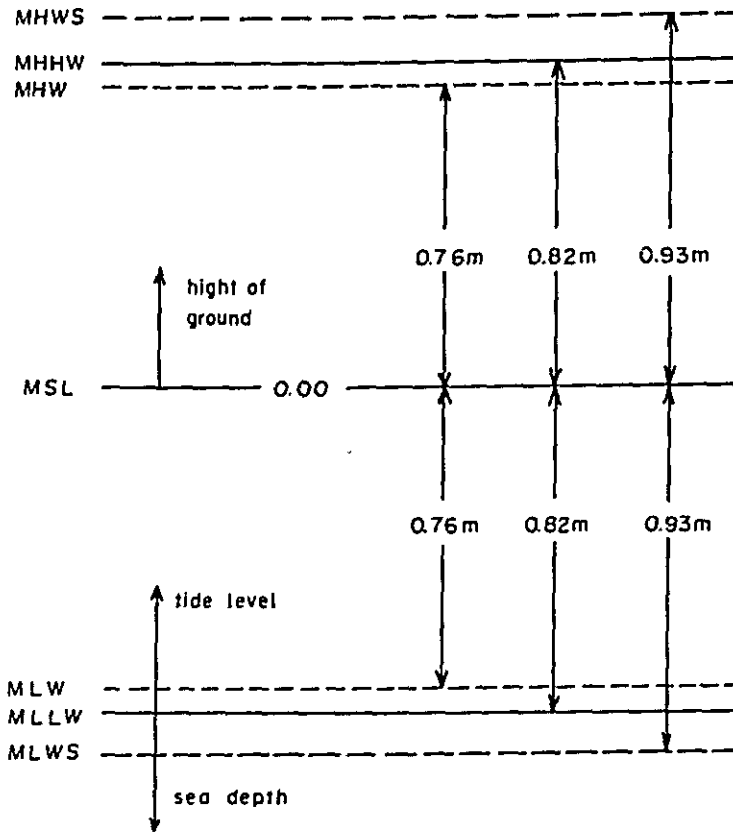 MHWS
MHHW
MHW
0.76m 0.82m 0.93m
hight of
ground
MSL 0.00
0.76m 0.82m 0.93m
tide level
MLW
MLLW
MLWS
sea depth